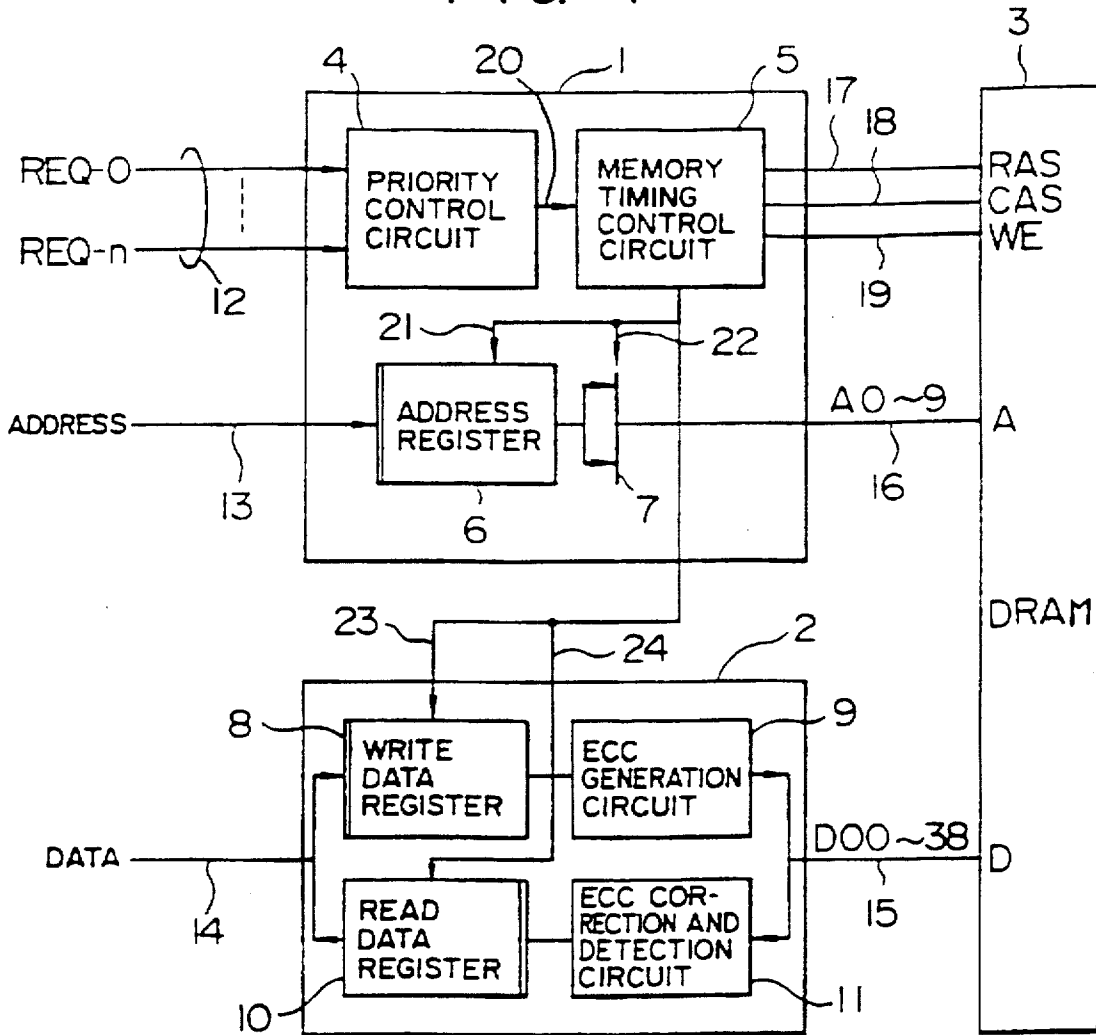 3
4
20
1
5
17
18
REQ-0
PRIORITY
CONTROL
CIRCUIT
MEMORY
TIMING
CONTROL
CIRCUIT
RAS
CAS
WE
REQ-n
12
19
21
22
ADDRESS
ADDRESS
REGISTER
A0~9
A
13
6
7
16
DRAM
23
24
2
8
9
WRITE
DATA
REGISTER
ECC
GENERATION
CIRCUIT
DATA
D00~38
D
14
15
READ
DATA
REGISTER
ECC COR-
RECTION AND
DETECTION
CIRCUIT
10
11